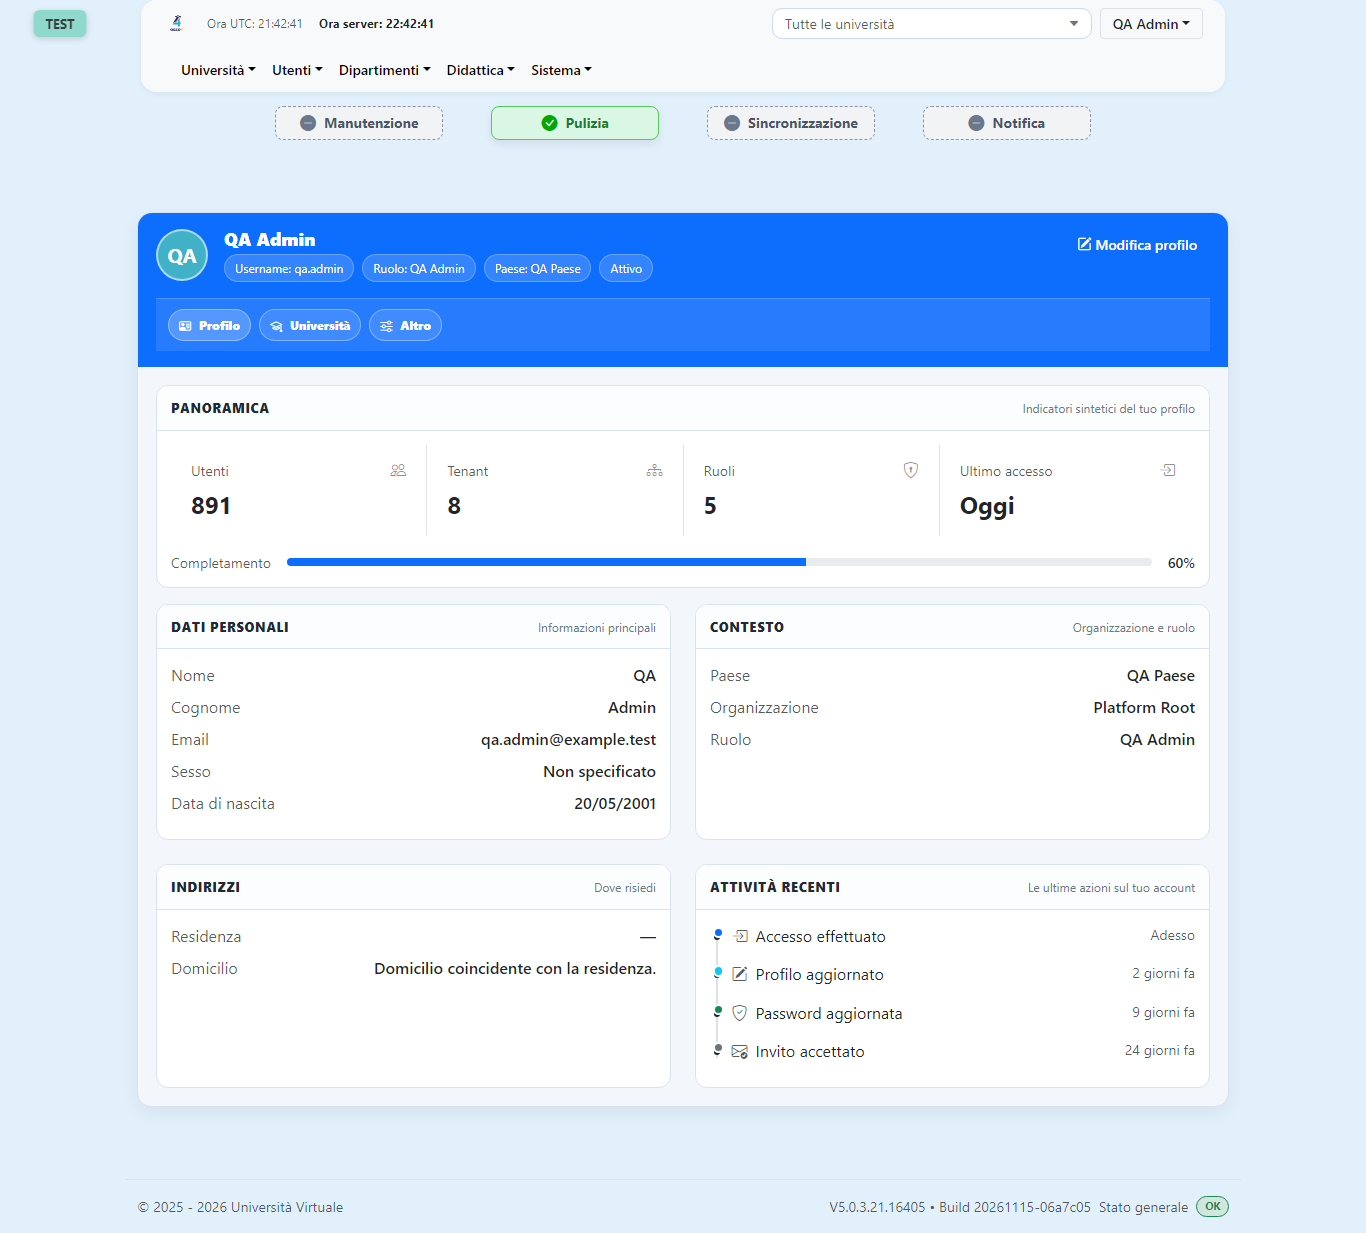 TEST
Ora UTC: 21:42:41
Ora server: 22:42:41
Tutte le università
QA Admin
Università
Utenti
Dipartimenti
Didattica
Sistema
Manutenzione
Pulizia
Sincronizzazione
Notifica
QA
QA Admin
Username: qa.admin
Ruolo: QA Admin
Paese: QA Paese
Attivo
Modifica profilo
Profilo
Università
Altro
PANORAMICA
Indicatori sintetici del tuo profilo
Utenti
891
Tenant
8
Ruoli
5
Ultimo accesso
Oggi
Completamento
60%
DATI PERSONALI
Informazioni principali
Nome
QA
Cognome
Admin
Email
qa.admin@example.test
Sesso
Non specificato
Data di nascita
20/05/2001
CONTESTO
Organizzazione e ruolo
Paese
QA Paese
Organizzazione
Platform Root
Ruolo
QA Admin
INDIRIZZI
Dove risiedi
Residenza
—
Domicilio
Domicilio coincidente con la residenza.
ATTIVITÀ RECENTI
Le ultime azioni sul tuo account
Accesso effettuato
Adesso
Profilo aggiornato
2 giorni fa
Password aggiornata
9 giorni fa
Invito accettato
24 giorni fa
© 2025 - 2026 Università Virtuale
V5.0.3.21.16405 • Build 20261115-06a7c05
Stato generale
OK